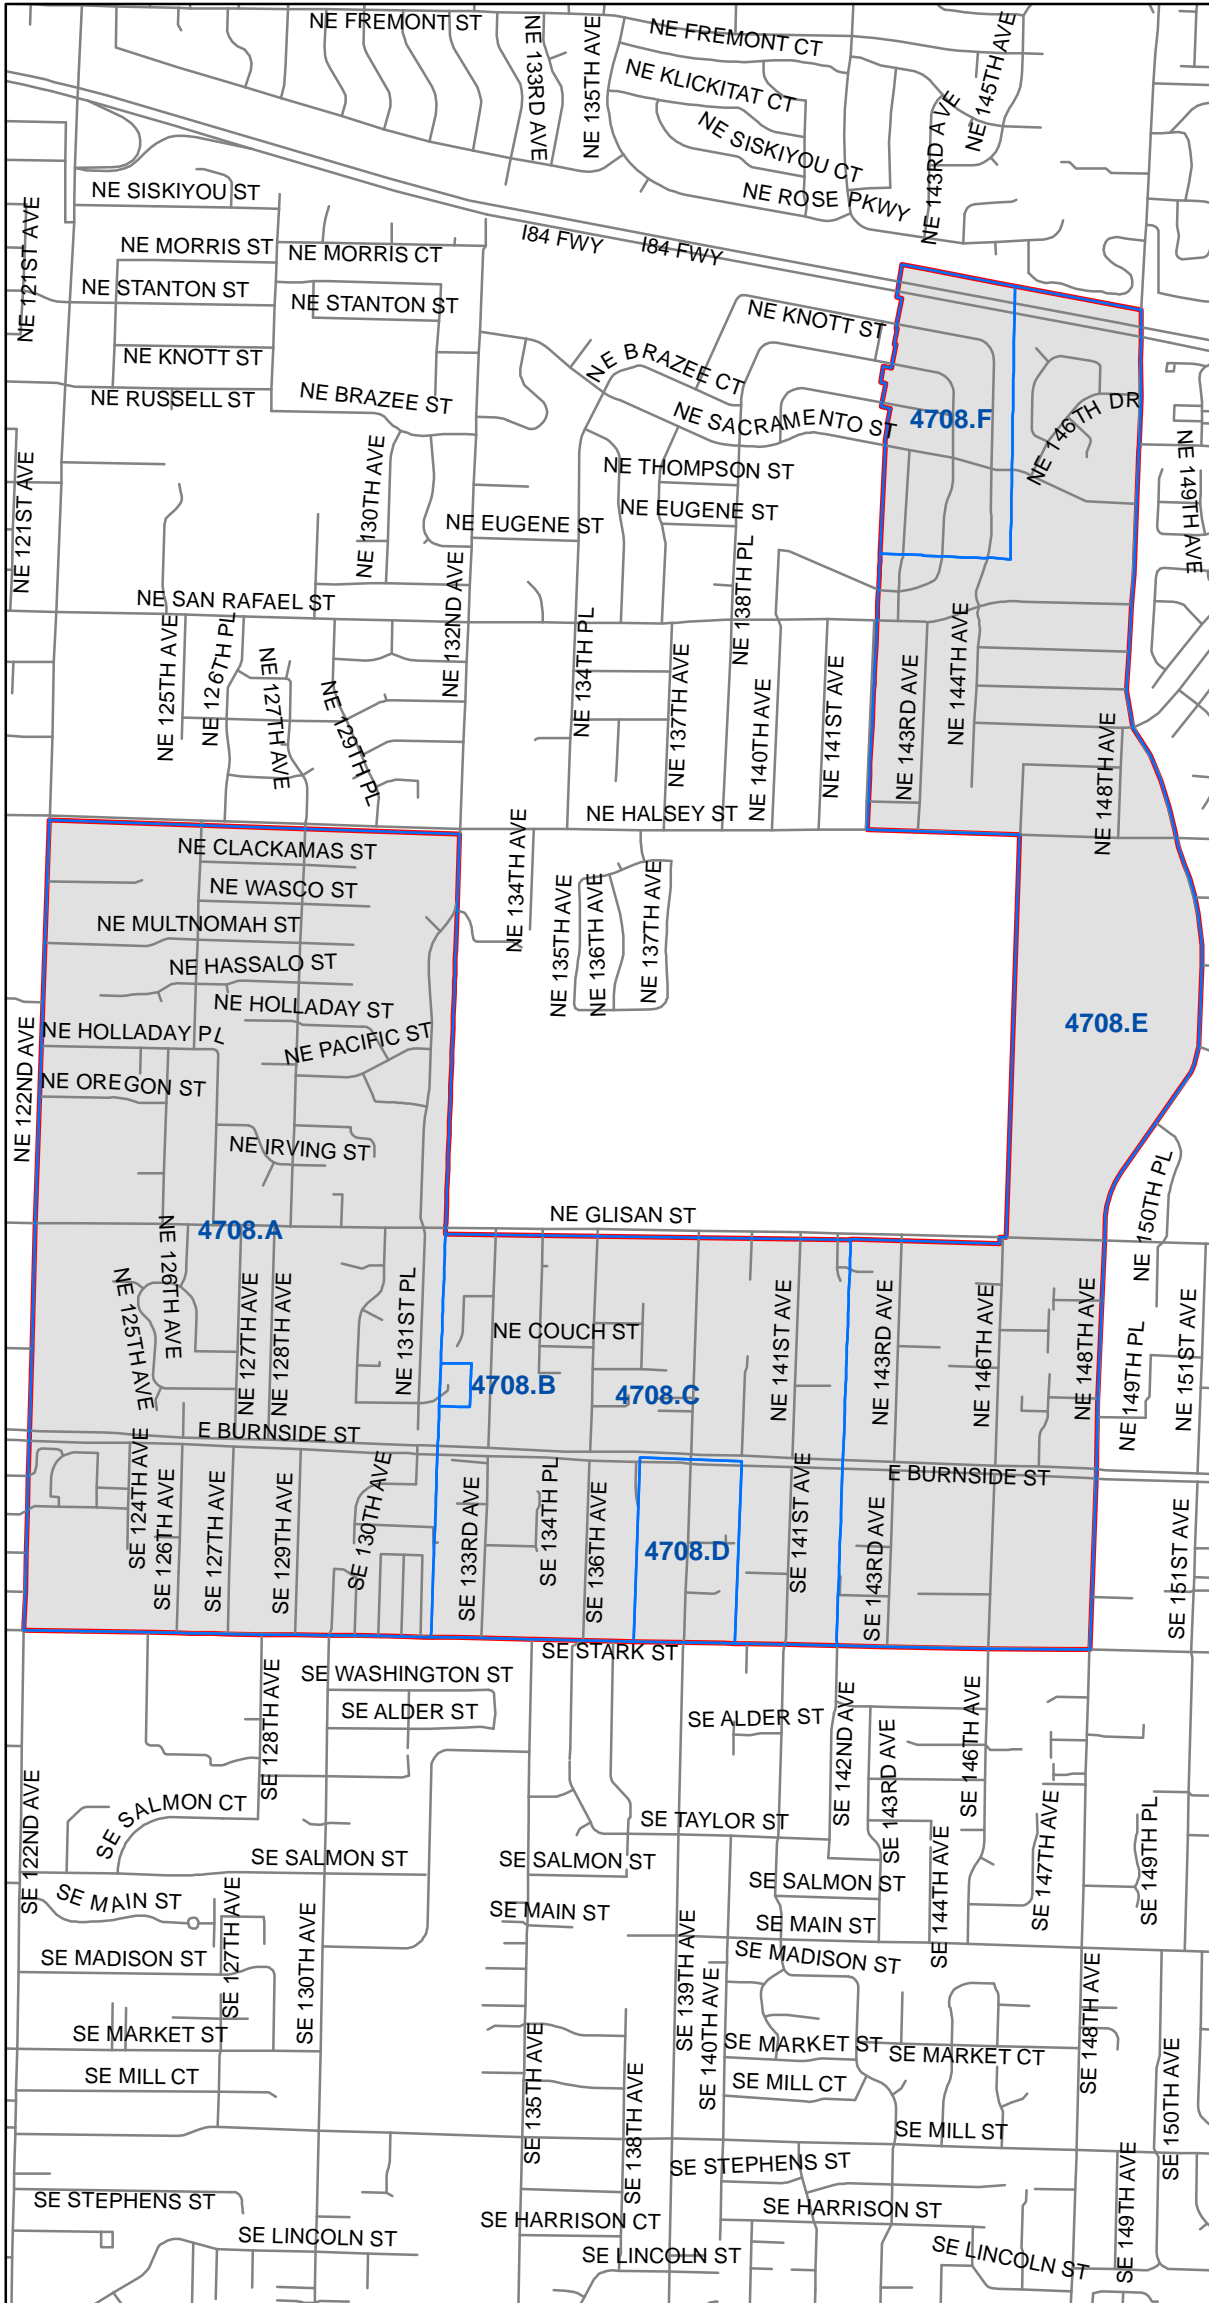 NE FREMONT ST
NE 133RD AVE
NE 135TH AVE
NE FREMONT CT
NE 145TH AVE
NE KLICKITAT CT
NE SISKIYOU CT
NE 143RD AVE
NE ROSE PKWY
NE SISKIYOU ST
NE 121ST AVE
NE MORRIS ST
NE MORRIS CT
I84 FWY
I84 FWY
NE STANTON ST
NE STANTON ST
NE KNOTT ST
NE KNOTT ST
NE BRAZEE CT
NE RUSSELL ST
NE BRAZEE ST
NE SACRAMENTO ST
4708.F
NE 146TH DR
NE 121ST AVE
NE 130TH AVE
NE THOMPSON ST
NE 149TH AVE
NE EUGENE ST
NE EUGENE ST
NE 138TH PL
NE SAN RAFAEL ST
NE 132ND AVE
NE 125TH AVE
NE 126TH PL
NE 127TH AVE
NE 129TH PL
NE 134TH PL
NE 137TH AVE
NE 140TH AVE
NE 141ST AVE
NE 143RD AVE
NE 144TH AVE
NE 148TH AVE
NE HALSEY ST
NE CLACKAMAS ST
NE WASCO ST
NE 134TH AVE
NE 135TH AVE
NE 136TH AVE
NE 137TH AVE
NE MULTNOMAH ST
NE HASSALO ST
NE HOLLADAY ST
NE HOLLADAY PL
NE PACIFIC ST
4708.E
NE 122ND AVE
NE OREGON ST
NE IRVING ST
NE 150TH PL
NE GLISAN ST
4708.A
NE 126TH AVE
NE 125TH AVE
NE 127TH AVE
NE 128TH AVE
NE 131ST PL
NE COUCH ST
4708.B
4708.C
NE 141ST AVE
NE 143RD AVE
NE 146TH AVE
NE 148TH AVE
NE 149TH PL
NE 151ST AVE
E BURNSIDE ST
E BURNSIDE ST
SE 124TH AVE
SE 126TH AVE
SE 127TH AVE
SE 129TH AVE
SE 130TH AVE
SE 133RD AVE
SE 134TH PL
SE 136TH AVE
4708.D
SE 141ST AVE
SE 143RD AVE
SE 151ST AVE
SE STARK ST
SE WASHINGTON ST
SE ALDER ST
SE ALDER ST
SE 128TH AVE
SE 142ND AVE
SE 143RD AVE
SE 146TH AVE
SE 122ND AVE
SE SALMON CT
SE TAYLOR ST
SE 144TH AVE
SE 147TH AVE
SE 149TH PL
SE SALMON ST
SE SALMON ST
SE SALMON ST
SE MAIN ST
SE MAIN ST
SE MAIN ST
SE 127TH AVE
SE 130TH AVE
SE 139TH AVE
SE MADISON ST
SE MADISON ST
SE 140TH AVE
SE 148TH AVE
SE MARKET ST
SE MARKET ST
SE MARKET CT
SE MILL CT
SE MILL CT
SE 135TH AVE
SE 138TH AVE
SE 150TH AVE
SE MILL ST
SE STEPHENS ST
SE STEPHENS ST
SE HARRISON ST
SE HARRISON CT
SE 149TH AVE
SE LINCOLN ST
SE LINCOLN ST
SE LINCOLN ST